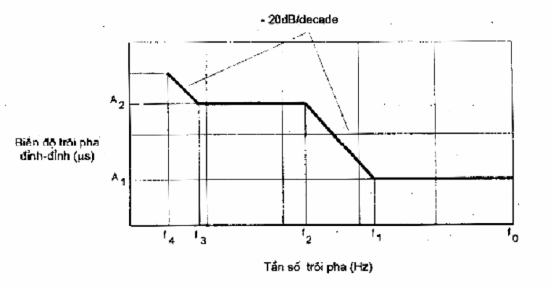 - 20dB/decade
A2
Biên độ trôi pha
đỉnh-đỉnh (µs)
A1
f4 f3 f2 f1 f0
Tần số trôi pha (Hz)